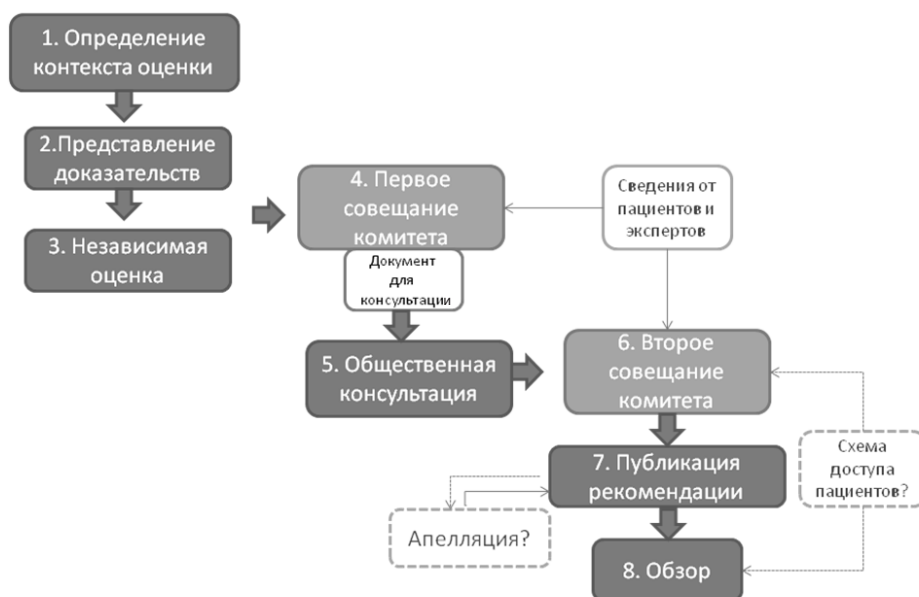 1. Определение
контекста оценки
2.Представление
доказательств
3. Независимая
оценка
4. Первое
совещание
комитета
Сведения от
пациентов и
экспертов
Документ
для
консультации
5. Общественная
консультация
6. Второе
совещание
комитета
7. Публикация
рекомендации
Схема
доступа
пациентов?
Апелляция?
8. Обзор